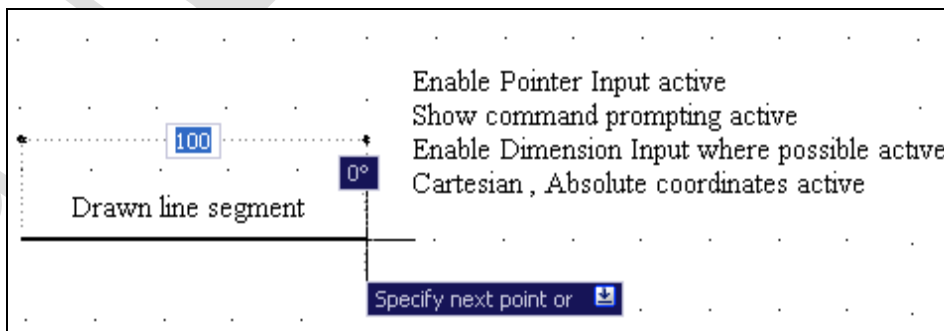 Enable Pointer Input active
Show command prompting active
Enable Dimension Input where possible active
Cartesian , Absolute coordinates active
100
0°
Drawn line segment
Specify next point or